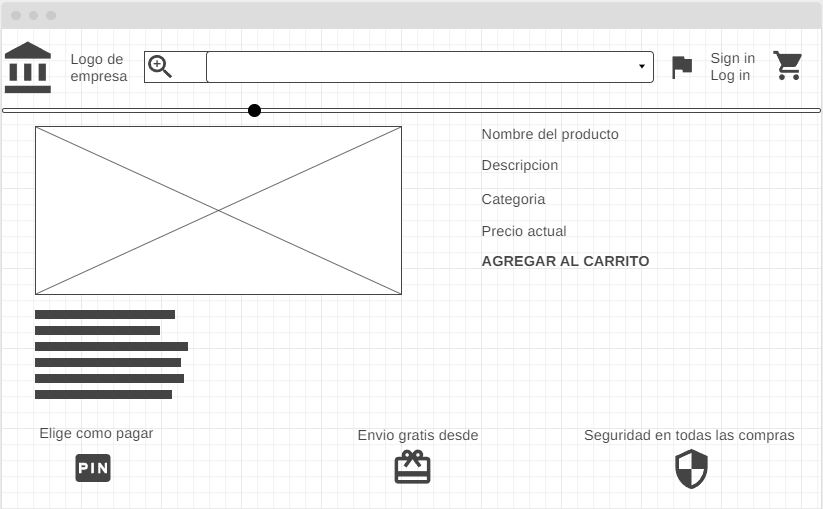 Logo de
empresa
Sign in
Log in
Nombre del producto
Descripcion
Categoria
Precio actual
AGREGAR AL CARRITO
Elige como pagar
Envio gratis desde
Seguridad en todas las compras
PIN